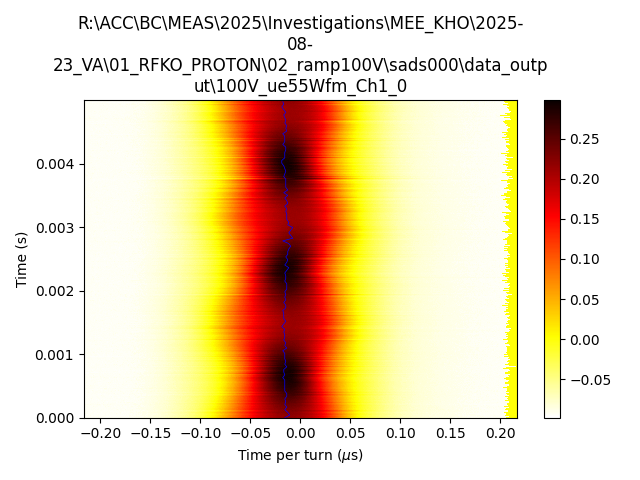 R:\ACC\BC\MEAS\2025\Investigations\MEE_KHO\2025-
08-
23_VA\01_RFKO_PROTON\02_ramp100V\sads000\data_outp
ut\100V_ue55Wfm_Ch1_0
0.004
0.003
0.002
0.001
0.000
Time (s)
−0.20 −0.15 −0.10 −0.05 0.00 0.05 0.10 0.15 0.20
Time per turn (μs)
0.25
0.20
0.15
0.10
0.05
0.00
−0.05